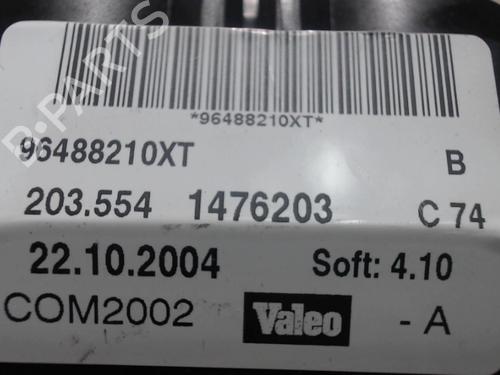 B-PARTS
*96488210XT*
96488210XT B
203.554 1476203 C 74
22.10.2004 Soft: 4.10
COM2002 Valeo - A